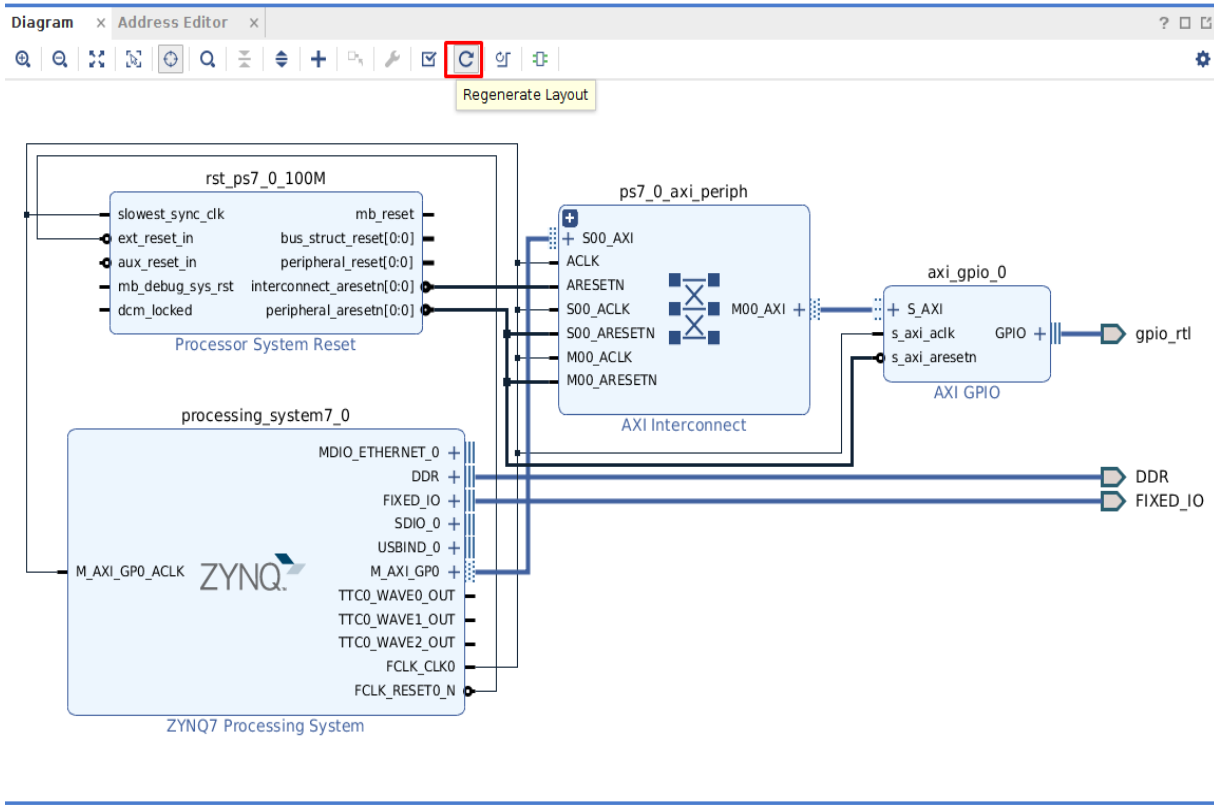 Diagram × Address Editor ×
Regenerate Layout
rst_ps7_0_100M
slowest_sync_clk mb_reset
ext_reset_in bus_struct_reset[0:0]
aux_reset_in peripheral_reset[0:0]
mb_debug_sys_rst interconnect_aresetn[0:0]
dcm_locked peripheral_aresetn[0:0]
Processor System Reset
ps7_0_axi_periph
S00_AXI
ACLK
ARESETN
S00_ACLK M00_AXI
S00_ARESETN
M00_ACLK
M00_ARESETN
AXI Interconnect
axi_gpio_0
S_AXI
s_axi_aclk GPIO
s_axi_aresetn
AXI GPIO
gpio_rtl
processing_system7_0
MDIO_ETHERNET_0
DDR
FIXED_IO
SDIO_0
USBIND_0
M_AXI_GP0_ACLK ZYNQ M_AXI_GP0
TTC0_WAVE0_OUT
TTC0_WAVE1_OUT
TTC0_WAVE2_OUT
FCLK_CLK0
FCLK_RESET0_N
ZYNQ7 Processing System
DDR
FIXED_IO